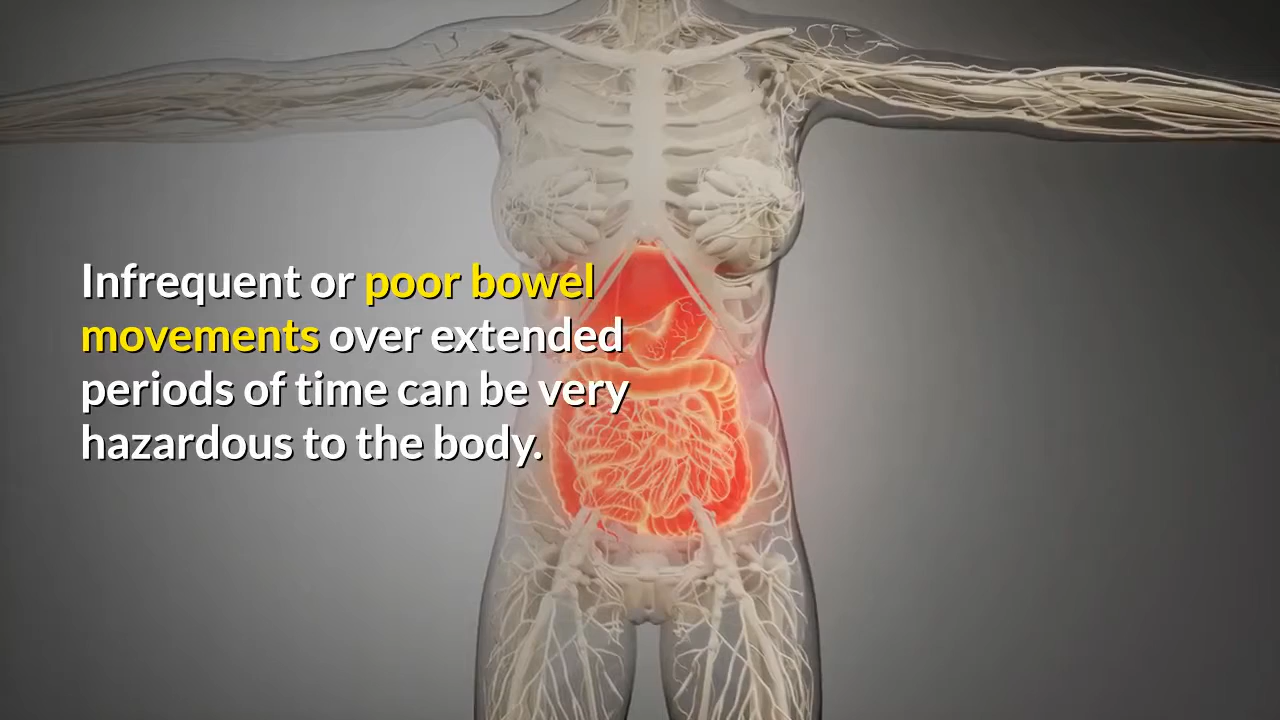 Infrequent or poor bowel
movements over extended
periods of time can be very
hazardous to the body.